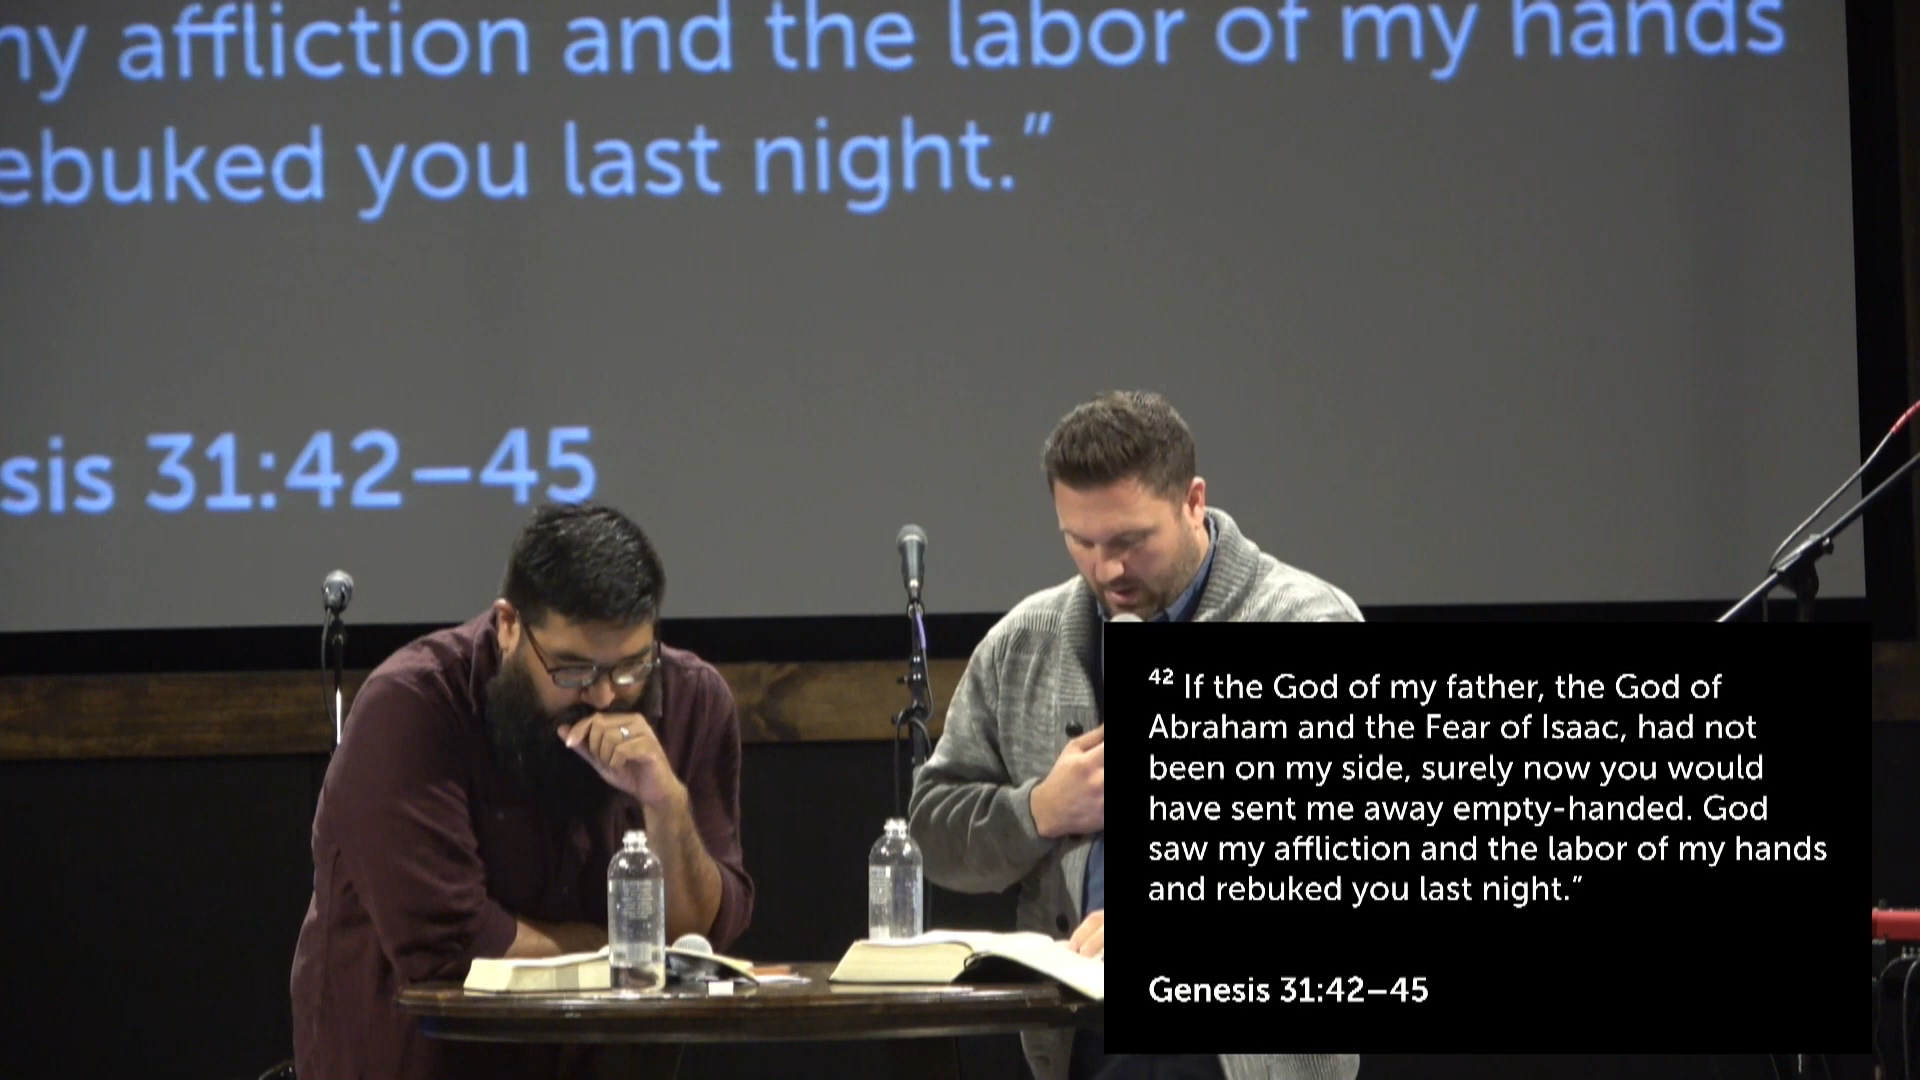 my affliction and the labor of my hands
ebuked you last night.”
sis 31:42–45
42 If the God of my father, the God of
Abraham and the Fear of Isaac, had not
been on my side, surely now you would
have sent me away empty-handed. God
saw my affliction and the labor of my hands
and rebuked you last night.”
Genesis 31:42–45